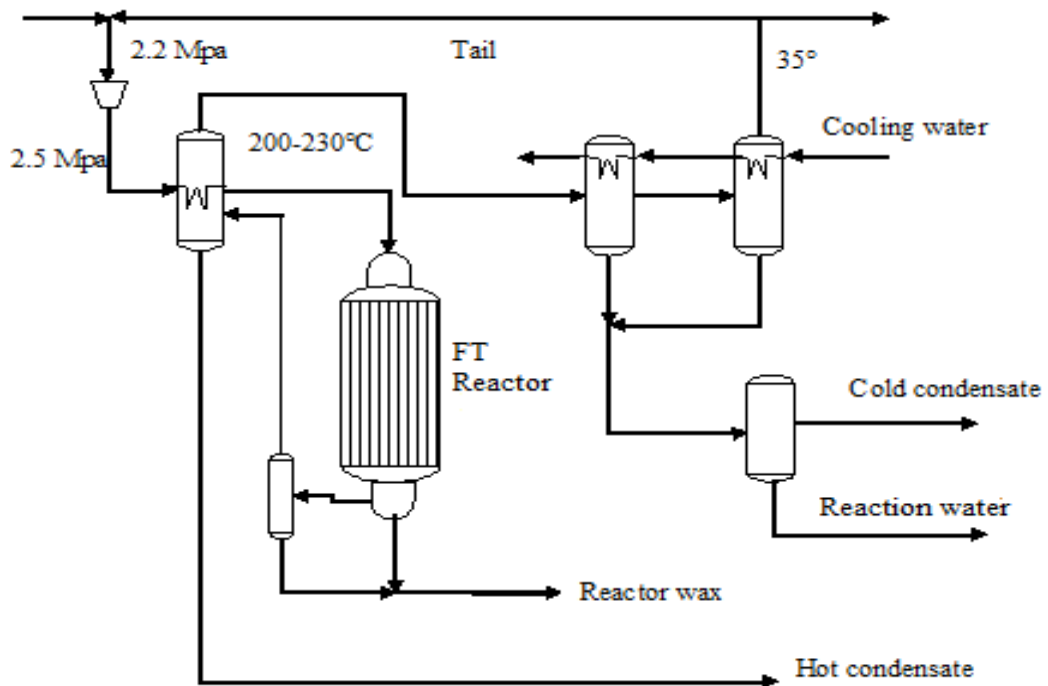 2.2 Mpa
Tail
35°
Cooling water
200-230℃
2.5 Mpa
FT
Reactor
Cold condensate
Reaction water
Reactor wax
Hot condensate